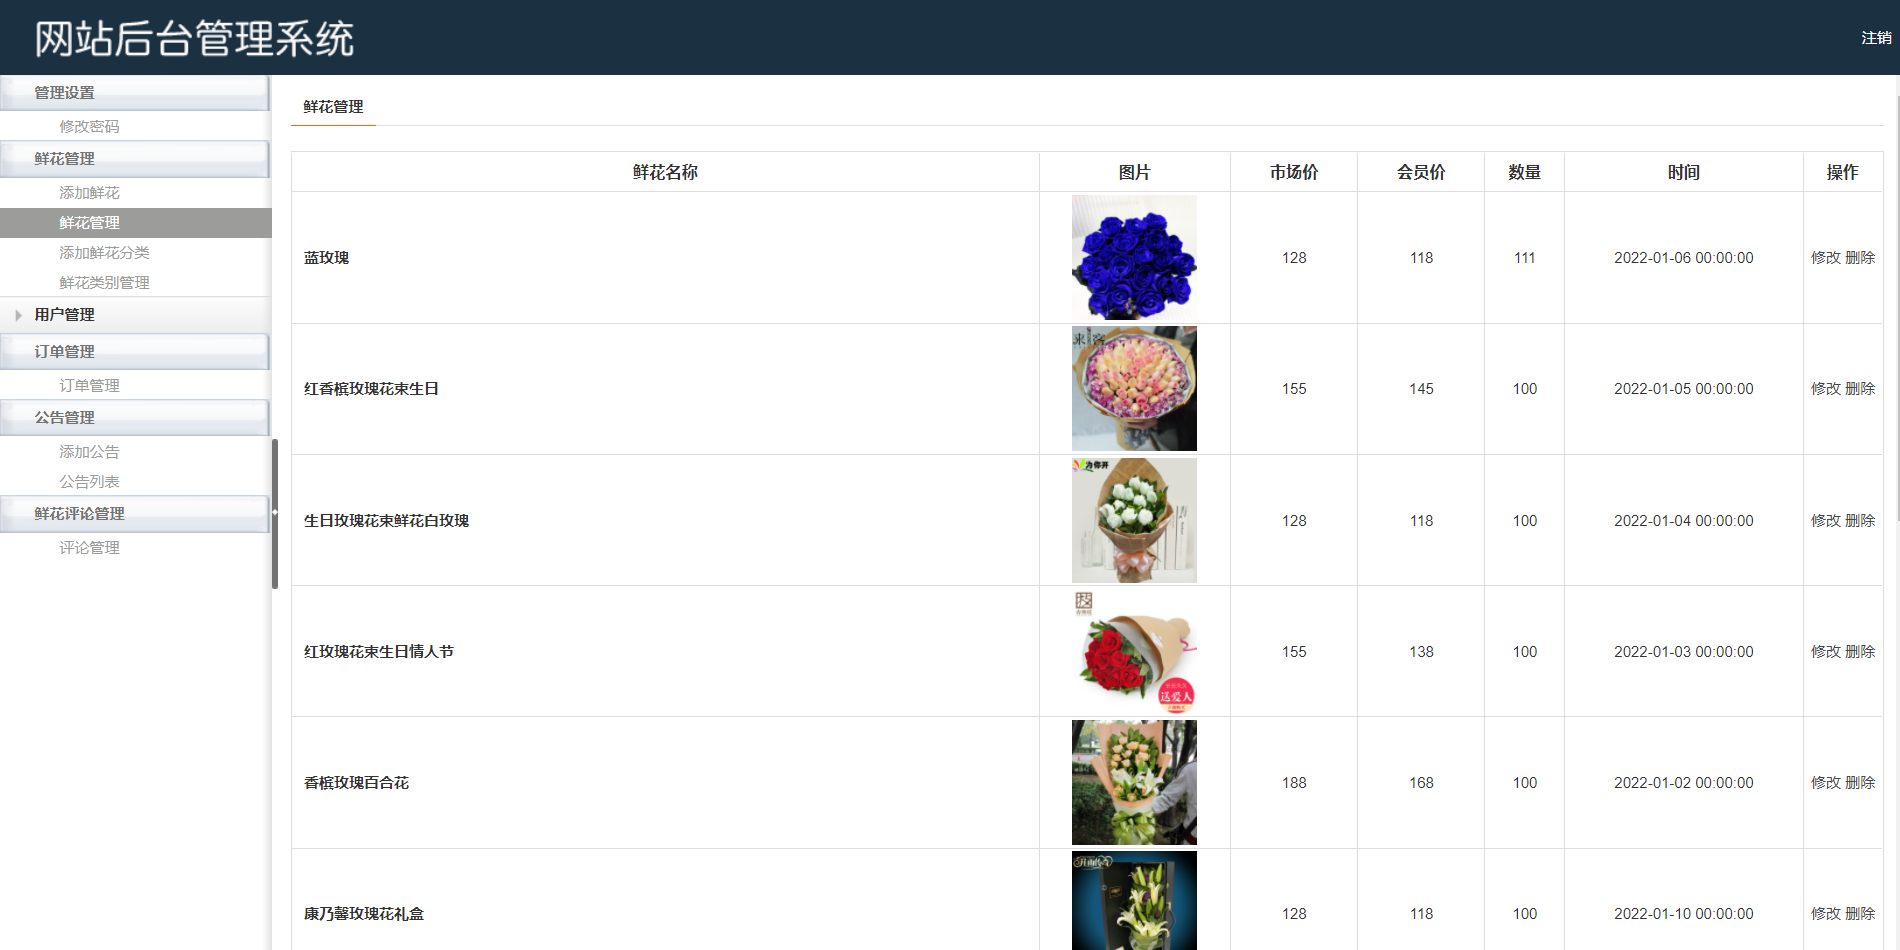 网站后台管理系统
注销
管理设置
修改密码
鲜花管理
添加鲜花
鲜花管理
添加鲜花分类
鲜花类别管理
用户管理
订单管理
订单管理
公告管理
添加公告
公告列表
鲜花评论管理
评论管理
鲜花管理
鲜花名称 图片 市场价 会员价 数量 时间 操作
蓝玫瑰 128 118 111 2022-01-06 00:00:00 修改 删除
来 客
红香槟玫瑰花束生日 155 145 100 2022-01-05 00:00:00 修改 删除
为你开
生日玫瑰花束鲜花白玫瑰 128 118 100 2022-01-04 00:00:00 修改 删除
红玫瑰花束生日情人节 155 138 100 2022-01-03 00:00:00 修改 删除
送爱人
香槟玫瑰百合花 188 168 100 2022-01-02 00:00:00 修改 删除
康乃馨玫瑰花礼盒 128 118 100 2022-01-10 00:00:00 修改 删除